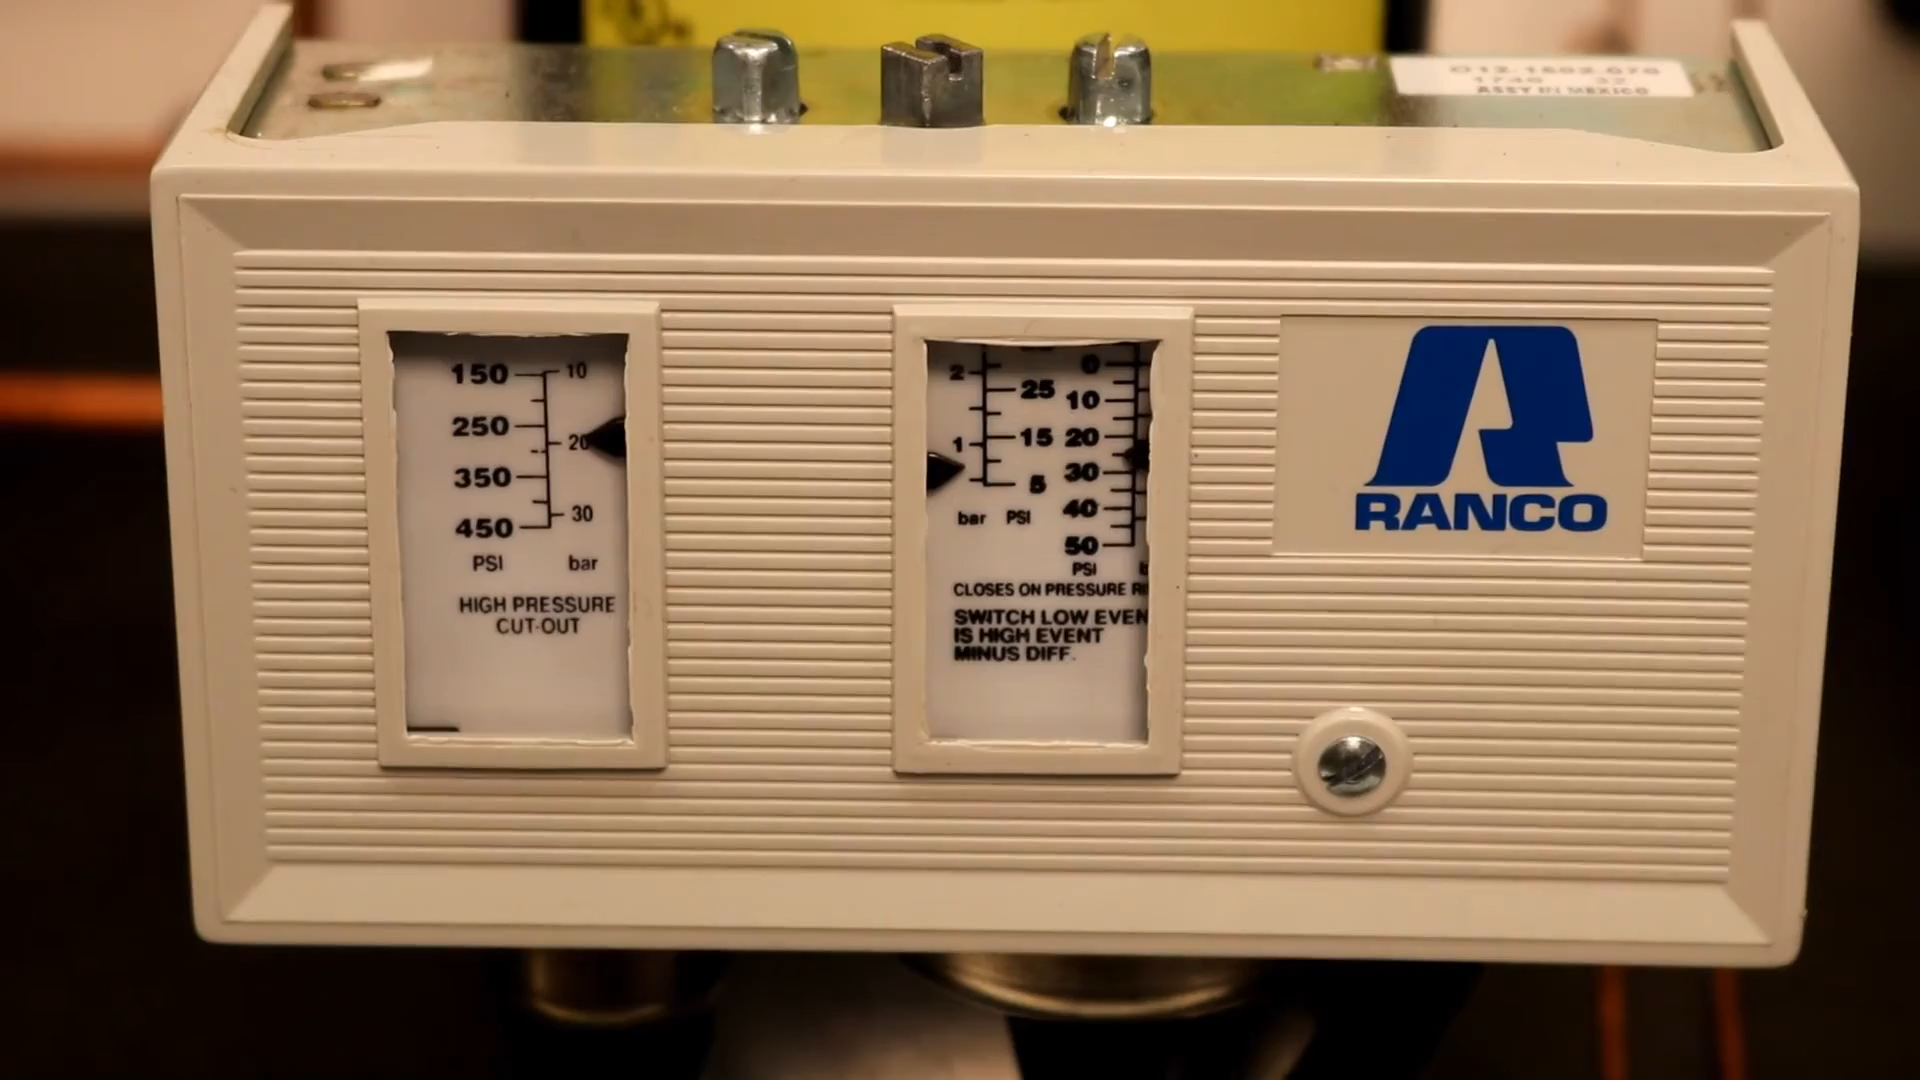 ASSY IN MEXICO
150 10
250 20
350
450 30
PSI bar
HIGH PRESSURE
CUT-OUT
2 25 0
10
1 15 20
30
5
bar PSI 40
50
PSI
CLOSES ON PRESSURE
SWITCH LOW EVEN
IS HIGH EVENT
MINUS DIFF.
RANCO